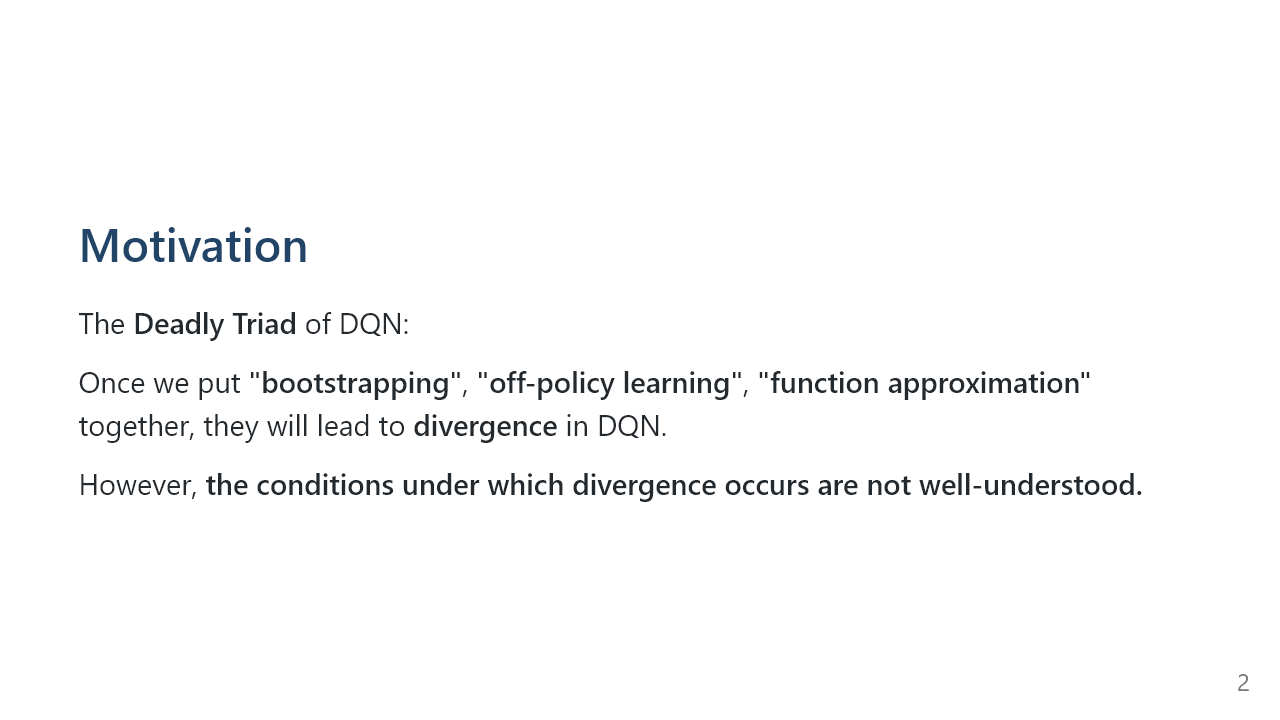 Motivation
The Deadly Triad of DQN:
Once we put "bootstrapping", "off-policy learning", "function approximation"
together, they will lead to divergence in DQN.
However, the conditions under which divergence occurs are not well-understood.
2